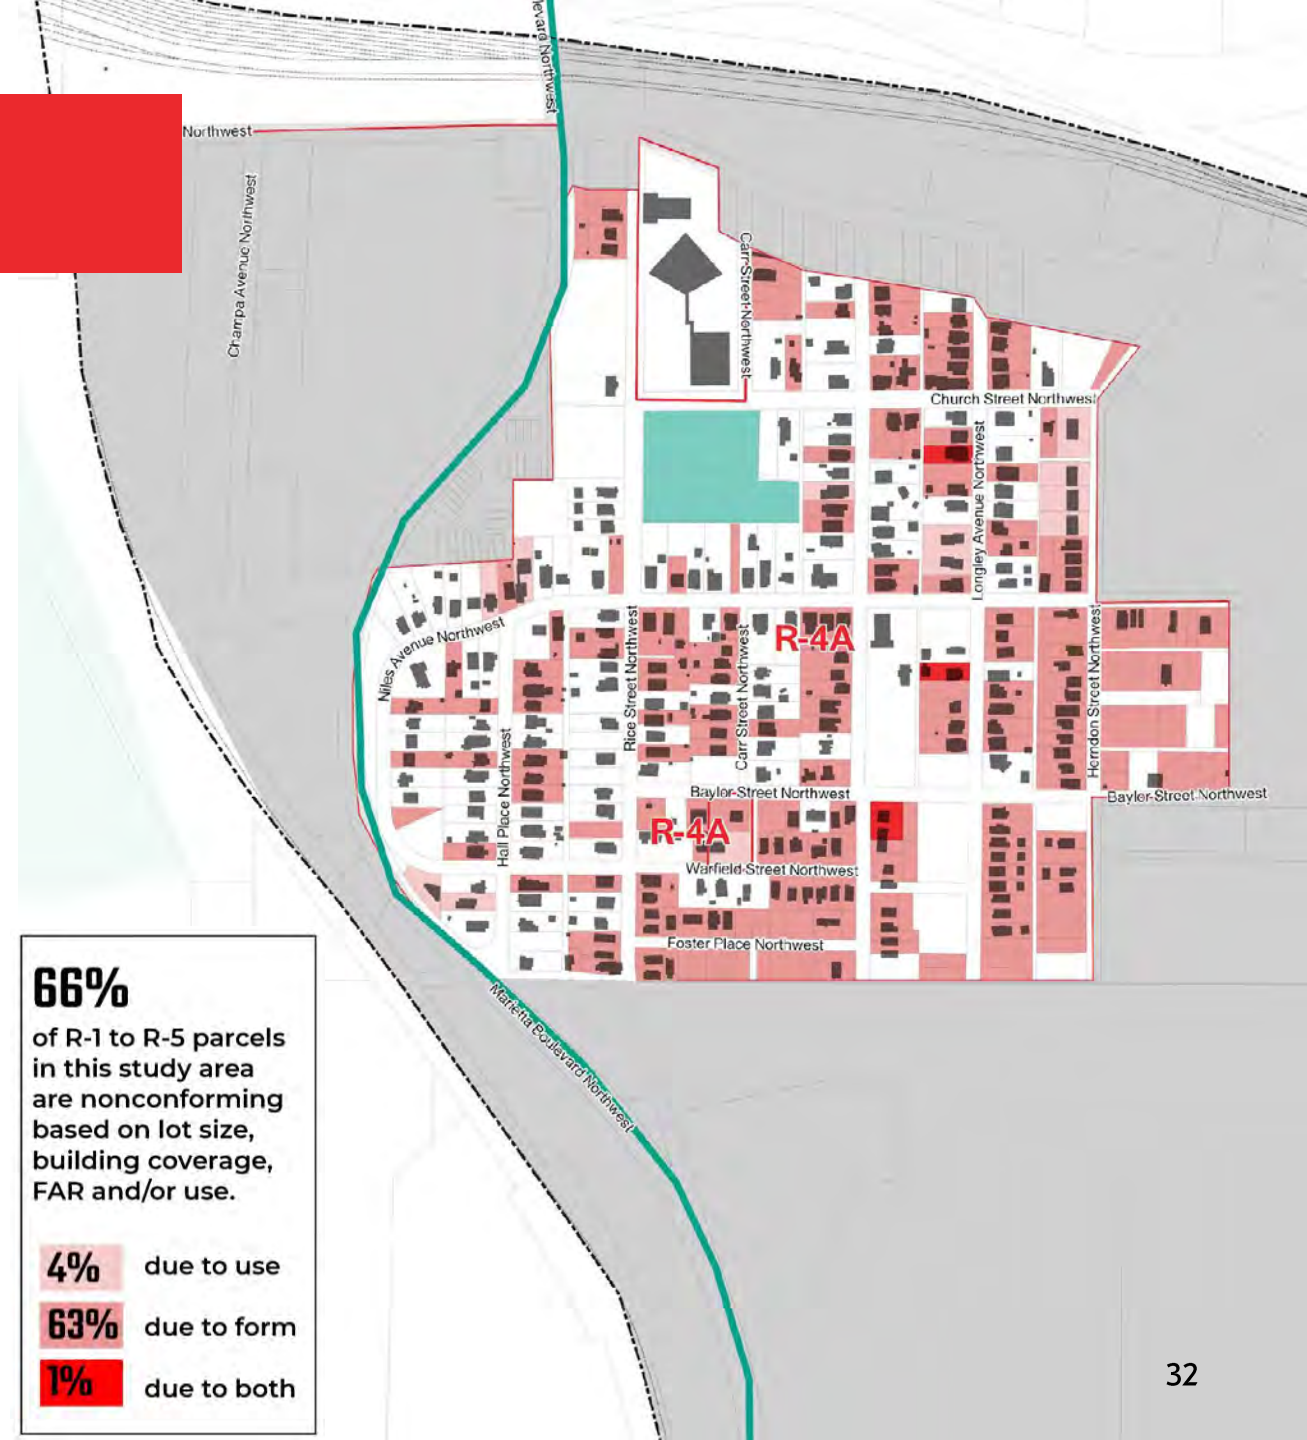 Northwest
Northwest
Champa Avenue Northwest
Carr Street Northwest
Church Street Northwest
Longley Avenue Northwest
Niles Avenue Northwest
Rice Street Northwest
Carr Street Northwest
R-4A
Herndon Street Northwest
Hall Place Northwest
Baylor Street Northwest
Baylor Street Northwest
R-4A
Warfield Street Northwest
Foster Place Northwest
Marietta Boulevard Northwest
66%
of R-1 to R-5 parcels
in this study area
are nonconforming
based on lot size,
building coverage,
FAR and/or use.
4% due to use
63% due to form
1% due to both
32